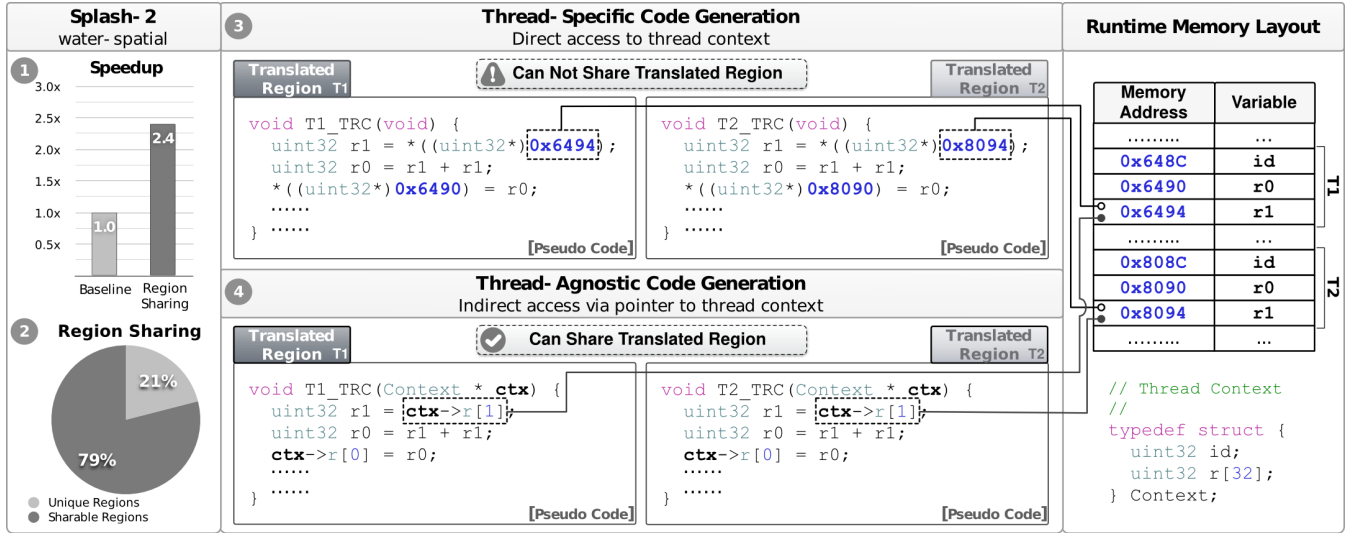 Splash- 2
water- spatial
1
Speedup
3.0x
2.5x
2.0x
1.5x
1.0x
0.5x
1.0
2.4
Baseline
Region
Sharing
2
Region Sharing
21%
79%
Unique Regions
Sharable Regions
3
Thread- Specific Code Generation
Direct access to thread context
Translated
Region T1
Can Not Share Translated Region
Translated
Region T2
void T1_TRC(void) {
uint32 r1 = *((uint32*)0x6494);
uint32 r0 = r1 + r1;
*((uint32*)0x6490) = r0;
......
} ......
[Pseudo Code]
void T2_TRC(void) {
uint32 r1 = *((uint32*)0x8094);
uint32 r0 = r1 + r1;
*((uint32*)0x8090) = r0;
......
} ......
[Pseudo Code]
4
Thread- Agnostic Code Generation
Indirect access via pointer to thread context
Translated
Region T1
Can Share Translated Region
Translated
Region T2
void T1_TRC(Context * ctx) {
uint32 r1 = ctx->r[1];
uint32 r0 = r1 + r1;
ctx->r[0] = r0;
......
} ......
[Pseudo Code]
void T2_TRC(Context * ctx) {
uint32 r1 = ctx->r[1];
uint32 r0 = r1 + r1;
ctx->r[0] = r0;
......
} ......
[Pseudo Code]
Runtime Memory Layout
Memory
Address
Variable
......... ...
0x648C id
0x6490 r0
0x6494 r1
T1
......... ...
0x808C id
0x8090 r0
0x8094 r1
T2
......... ...
// Thread Context
//
typedef struct {
uint32 id;
uint32 r[32];
} Context;